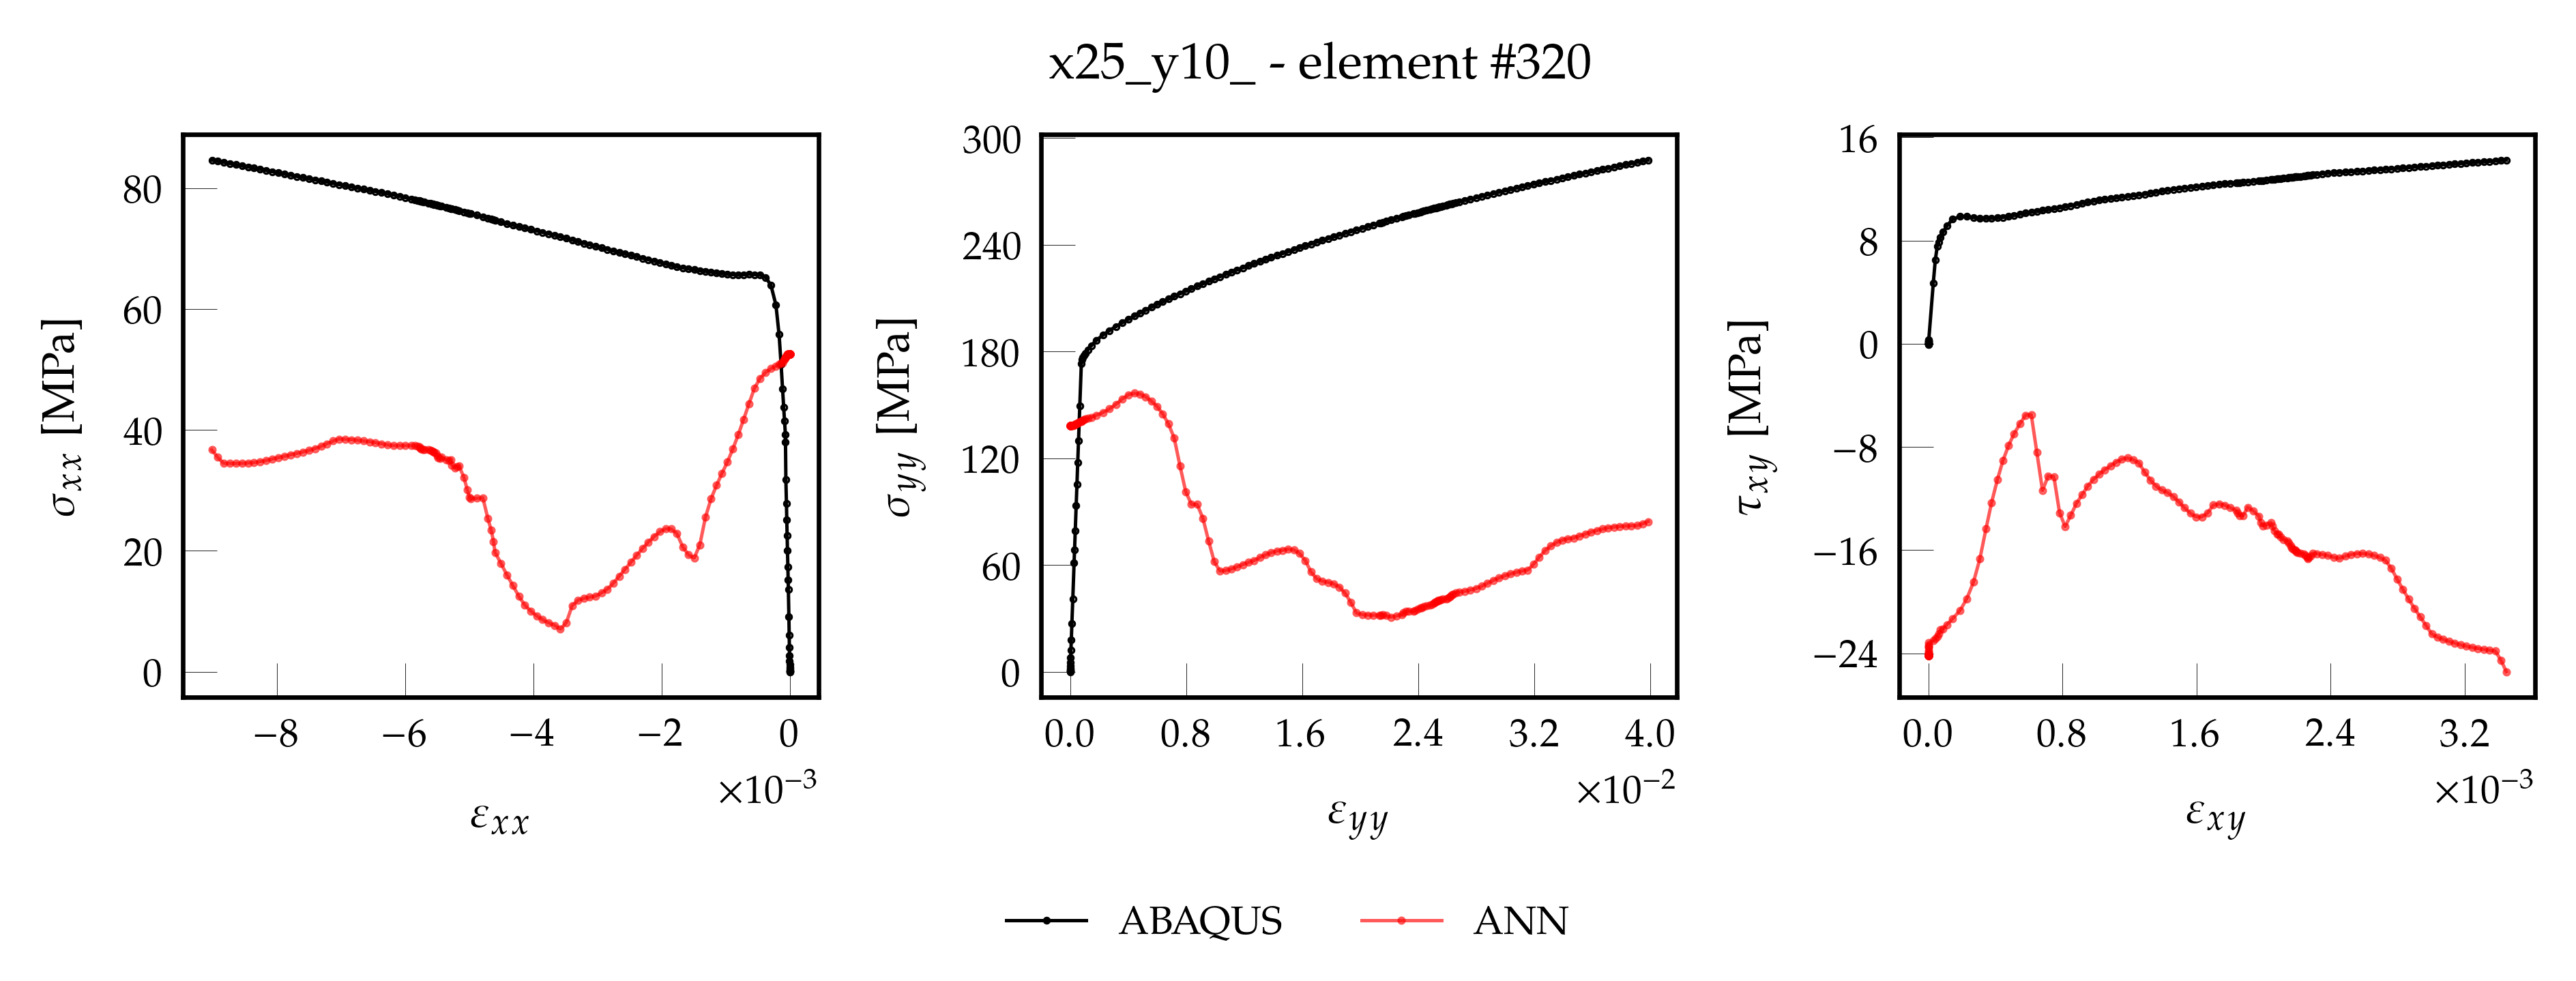 x25_y10_ - element #320
80
60
40
20
0
σxx [MPa]
−8 −6 −4 −2 0
×10−3
εxx
300
240
180
120
60
0
σyy [MPa]
0.0 0.8 1.6 2.4 3.2 4.0
×10−2
εyy
16
8
0
−8
−16
−24
τxy [MPa]
0.0 0.8 1.6 2.4 3.2
×10−3
εxy
ABAQUS ANN